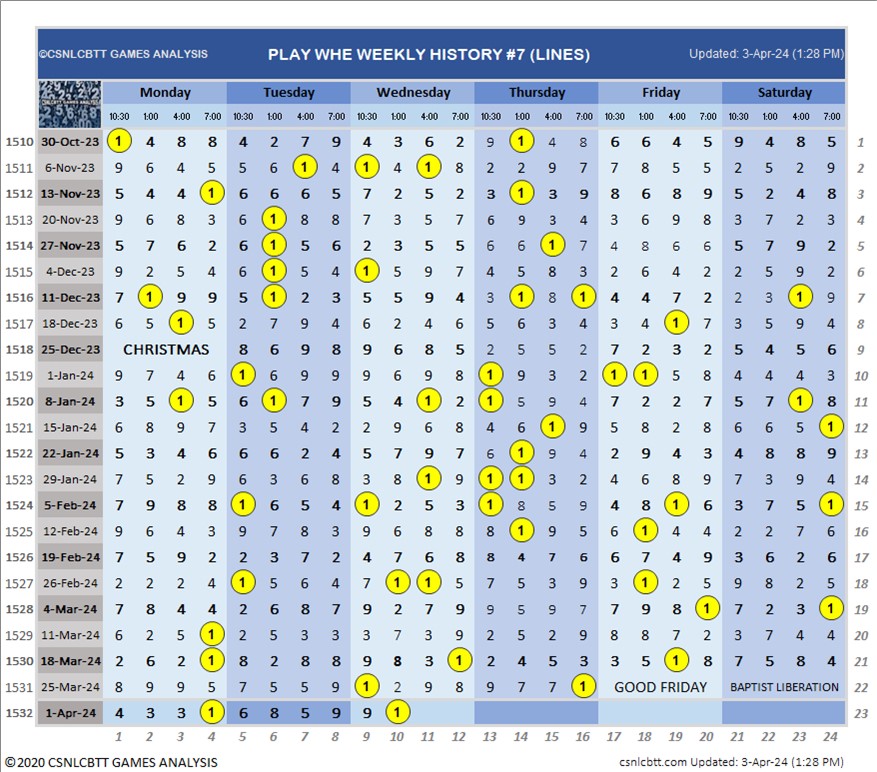 ©CSNLCBTT GAMES ANALYSIS PLAY WHE WEEKLY HISTORY #7 (LINES) Updated: 3-Apr-24 (1:28 PM)
CSNLCBTT GAMES ANALYSIS Monday Tuesday Wednesday Thursday Friday Saturday
10:30 1:00 4:00 7:00 10:30 1:00 4:00 7:00 10:30 1:00 4:00 7:00 10:30 1:00 4:00 7:00 10:30 1:00 4:00 7:00 10:30 1:00 4:00 7:00
1510 30-Oct-23 1 4 8 8 4 2 7 9 4 3 6 2 9 1 4 8 6 6 4 5 9 4 8 5 1
1511 6-Nov-23 9 6 4 5 5 6 1 4 1 4 1 8 2 2 9 7 7 8 5 5 2 5 2 9 2
1512 13-Nov-23 5 4 4 1 6 6 6 5 7 2 5 2 3 1 3 9 8 6 8 9 5 2 4 8 3
1513 20-Nov-23 9 6 8 3 6 1 8 8 7 3 5 7 6 9 3 4 3 6 9 8 3 7 2 3 4
1514 27-Nov-23 5 7 6 2 6 1 5 6 2 3 5 5 6 6 1 7 4 8 6 6 5 7 9 2 5
1515 4-Dec-23 9 2 5 4 6 1 5 4 1 5 9 7 4 5 8 3 2 6 4 2 2 5 6 2 6
1516 11-Dec-23 7 1 9 9 5 1 2 3 5 5 9 4 3 1 8 1 4 4 7 2 2 3 1 9 7
1517 18-Dec-23 6 5 1 5 2 7 9 4 6 2 4 6 5 6 3 4 3 4 1 7 3 5 9 4 8
1518 25-Dec-23 CHRISTMAS 8 6 9 8 9 6 8 5 2 5 5 2 7 2 3 2 5 4 5 6 9
1519 1-Jan-24 9 7 4 6 1 6 9 9 9 6 9 8 1 9 3 2 1 1 5 8 4 4 4 3 10
1520 8-Jan-24 3 5 1 5 6 1 7 9 5 4 1 2 1 5 9 4 7 2 2 7 5 7 1 8 11
1521 15-Jan-24 6 8 9 7 3 5 4 2 2 9 6 8 4 6 1 9 5 8 2 8 6 6 5 1 12
1522 22-Jan-24 5 3 4 6 6 6 2 4 5 7 9 7 6 1 9 4 2 9 4 3 4 8 8 9 13
1523 29-Jan-24 7 5 2 9 6 3 6 8 3 8 1 9 1 1 3 2 4 6 8 9 7 3 9 4 14
1524 5-Feb-24 7 9 8 8 1 6 5 4 1 2 5 3 1 8 5 9 4 8 1 6 3 7 5 1 15
1525 12-Feb-24 9 6 4 3 9 7 8 3 9 6 8 8 8 1 9 5 6 1 4 4 2 2 7 6 16
1526 19-Feb-24 7 5 9 2 2 3 7 2 4 7 6 8 8 4 7 6 6 7 4 9 3 6 2 6 17
1527 26-Feb-24 2 2 2 4 1 5 6 4 7 1 1 5 7 5 3 4 3 1 2 5 9 8 2 5 18
1528 4-Mar-24 7 8 4 4 2 6 8 7 9 2 7 9 9 5 9 7 7 9 8 1 7 2 3 1 19
1529 11-Mar-24 6 2 5 1 2 5 3 3 3 7 3 9 2 5 2 9 8 8 7 2 3 7 4 4 20
1530 18-Mar-24 2 6 2 1 8 2 8 8 9 8 3 1 2 4 5 3 3 5 1 8 7 5 8 4 21
1531 25-Mar-24 8 9 9 5 7 5 5 9 1 2 9 8 9 7 7 1 GOOD FRIDAY BAPTIST LIBERATION 22
1532 1-Apr-24 4 3 3 1 6 8 5 9 9 1 23
1 2 3 4 5 6 7 8 9 10 11 12 13 14 15 16 17 18 19 20 21 22 23 24
©2020 CSNLCBTT GAMES ANALYSIS csnlcbtt.com Updated: 3-Apr-24 (1:28 PM)